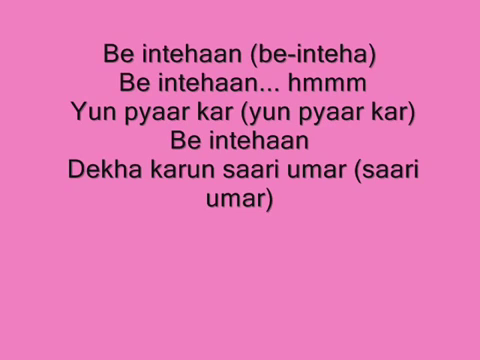 Be intehaan (be-inteha)
Be intehaan... hmmm
Yun pyaar kar (yun pyaar kar)
Be intehaan
Dekha karun saari umar (saari
umar)